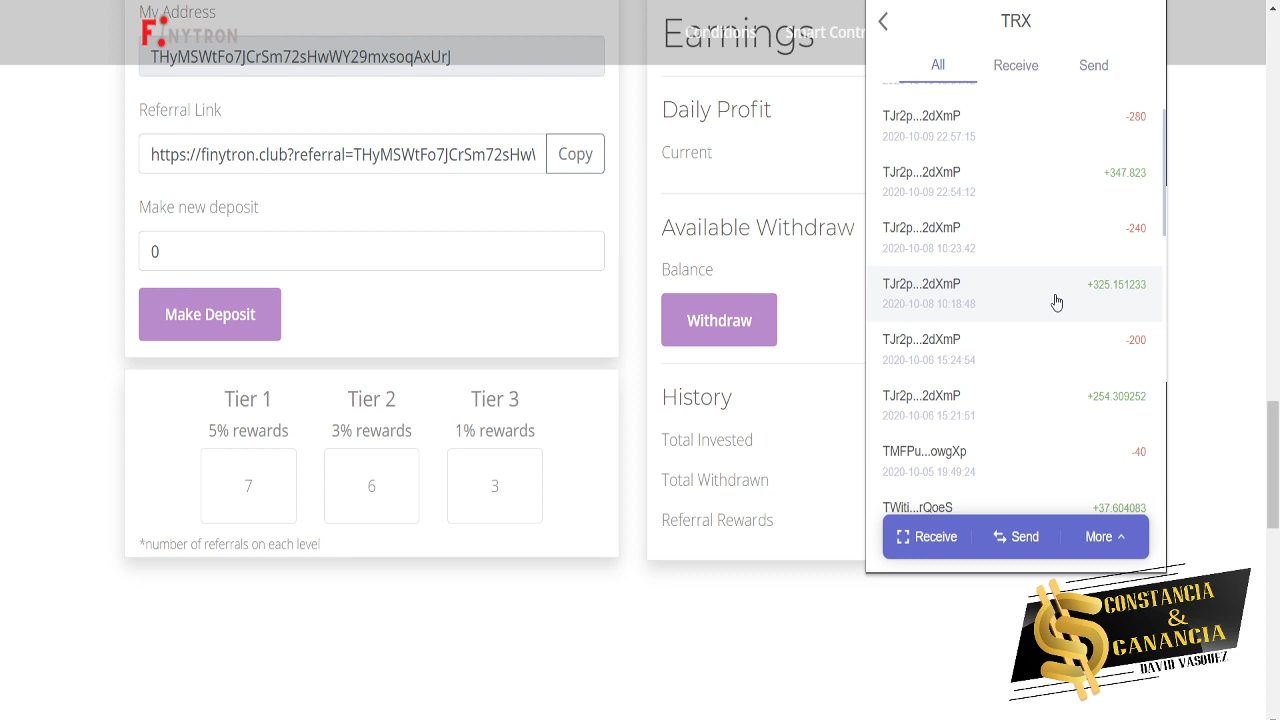 My Address
FINYTRON
THyMSWtFo7JCrSm72sHwWY29mxsoqAxUrJ
Referral Link
https://finytron.club?referral=THyMSWtFo7JCrSm72sHw
Copy
Make new deposit
0
Make Deposit
Tier 1
Tier 2
Tier 3
5% rewards
3% rewards
1% rewards
7
6
3
*number of referrals on each level
Conditions
Smart Contr
Earnings
Daily Profit
Current
Available Withdraw
Balance
Withdraw
History
Total Invested
Total Withdrawn
Referral Rewards
TRX
All
Receive
Send
TJr2p...2dXmP
-280
2020-10-09 22:57:15
TJr2p...2dXmP
+347.823
2020-10-09 22:54:12
TJr2p...2dXmP
-240
2020-10-08 10:23:42
TJr2p...2dXmP
+325.151233
2020-10-08 10:18:48
TJr2p...2dXmP
-200
2020-10-06 15:24:54
TJr2p...2dXmP
+254.309252
2020-10-06 15:21:51
TMFPu...owgXp
-40
2020-10-05 19:49:24
TWiti...rQoeS
+37.604083
Receive
Send
More
CONSTANCIA
&
GANANCIA
DAVID VASQUEZ